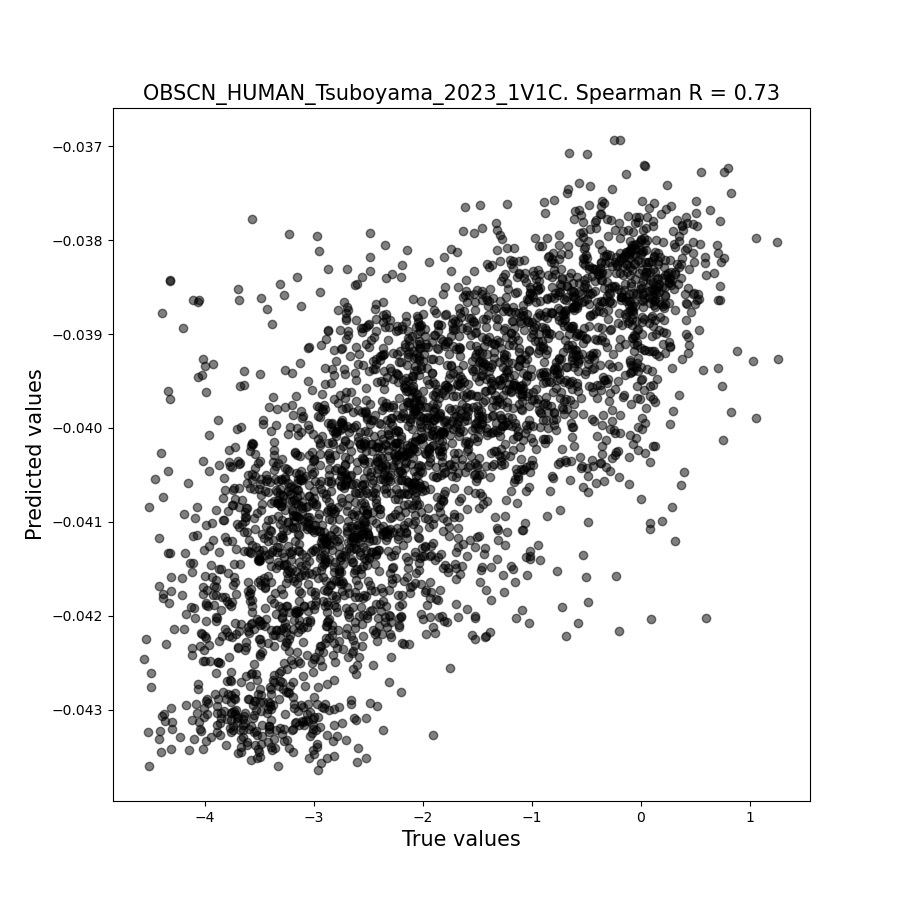 OBSCN_HUMAN_Tsuboyama_2023_1V1C. Spearman R = 0.73
Predicted values
−0.037
−0.038
−0.039
−0.040
−0.041
−0.042
−0.043
−4 −3 −2 −1 0 1
True values